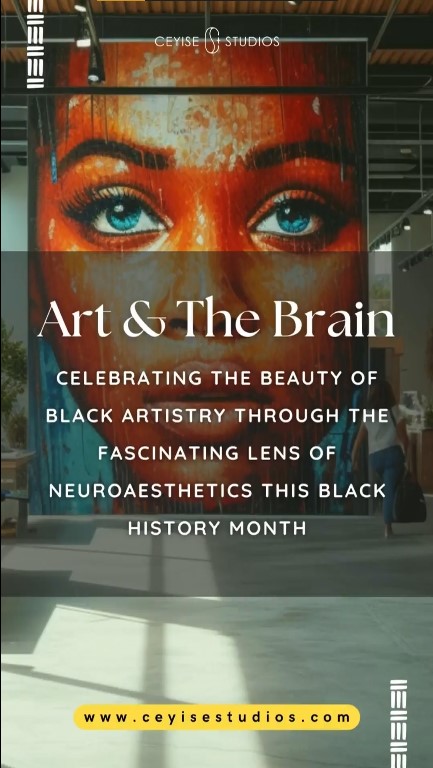 CEYISE STUDIOS
Art & The Brain
CELEBRATING THE BEAUTY OF
BLACK ARTISTRY THROUGH THE
FASCINATING LENS OF
NEUROAESTHETICS THIS BLACK
HISTORY MONTH
www.ceyisestudios.com